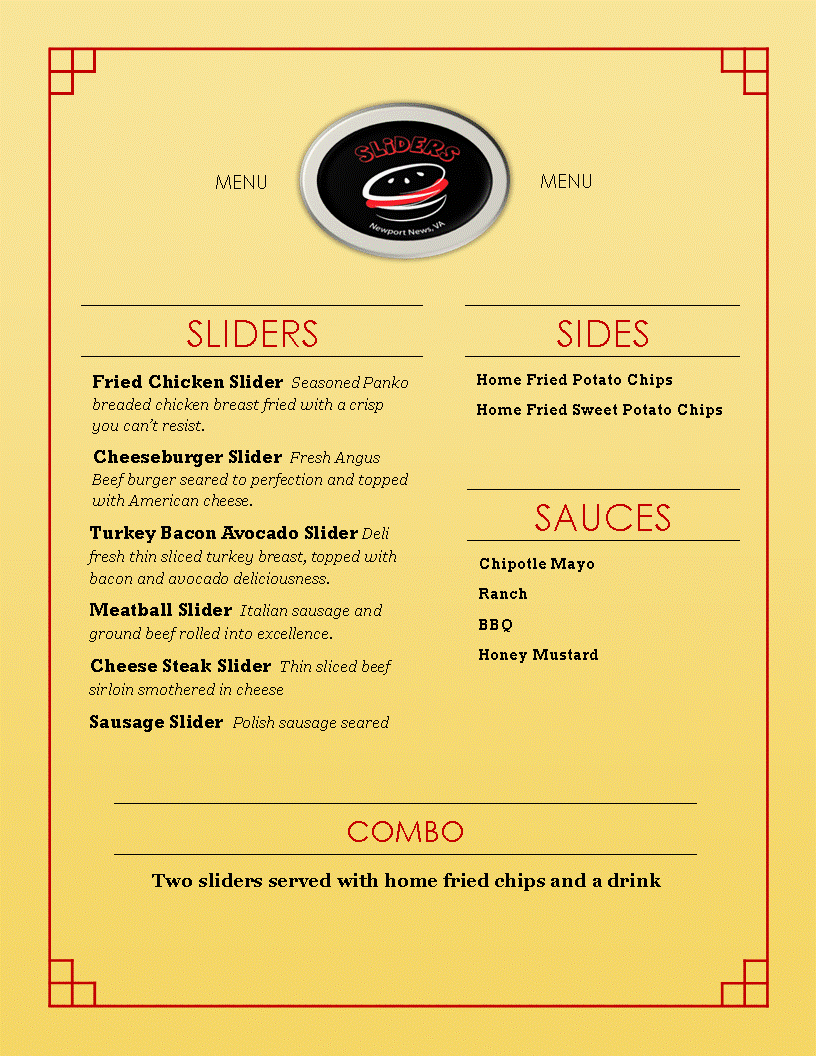 SLiDERS
MENU
MENU
Newport News, VA
SLIDERS
Fried Chicken Slider Seasoned Panko
breaded chicken breast fried with a crisp
you can't resist.
Cheeseburger Slider Fresh Angus
Beef burger seared to perfection and topped
with American cheese.
Turkey Bacon Avocado Slider Deli
fresh thin sliced turkey breast, topped with
bacon and avocado deliciousness.
Meatball Slider Italian sausage and
ground beef rolled into excellence.
Cheese Steak Slider Thin sliced beef
sirloin smothered in cheese
Sausage Slider Polish sausage seared
SIDES
Home Fried Potato Chips
Home Fried Sweet Potato Chips
SAUCES
Chipotle Mayo
Ranch
BBQ
Honey Mustard
COMBO
Two sliders served with home fried chips and a drink